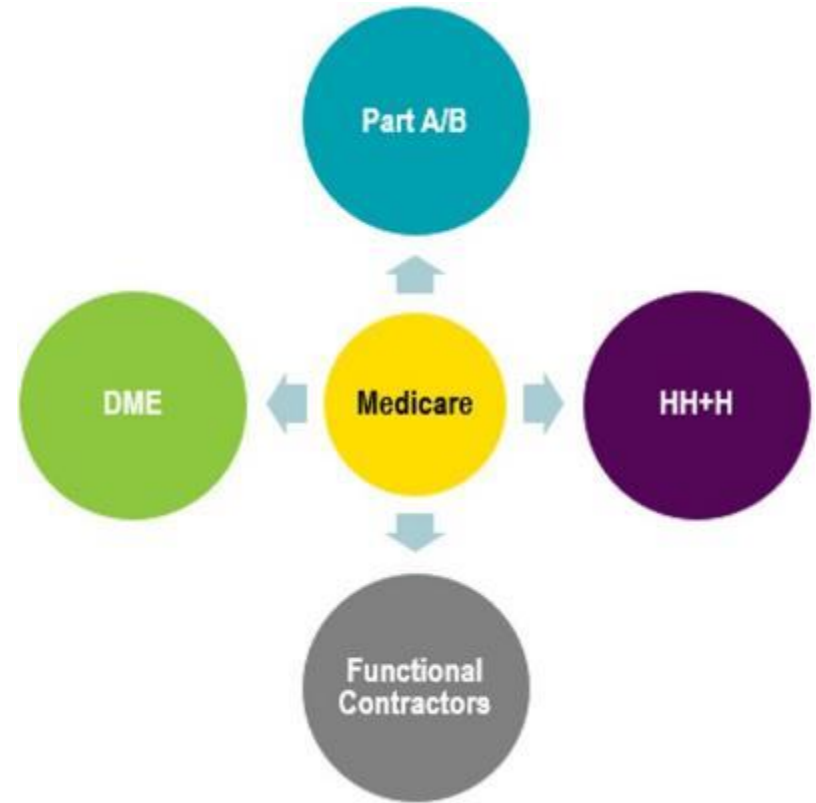 Part A/B
DME
Medicare
HH+H
Functional
Contractors